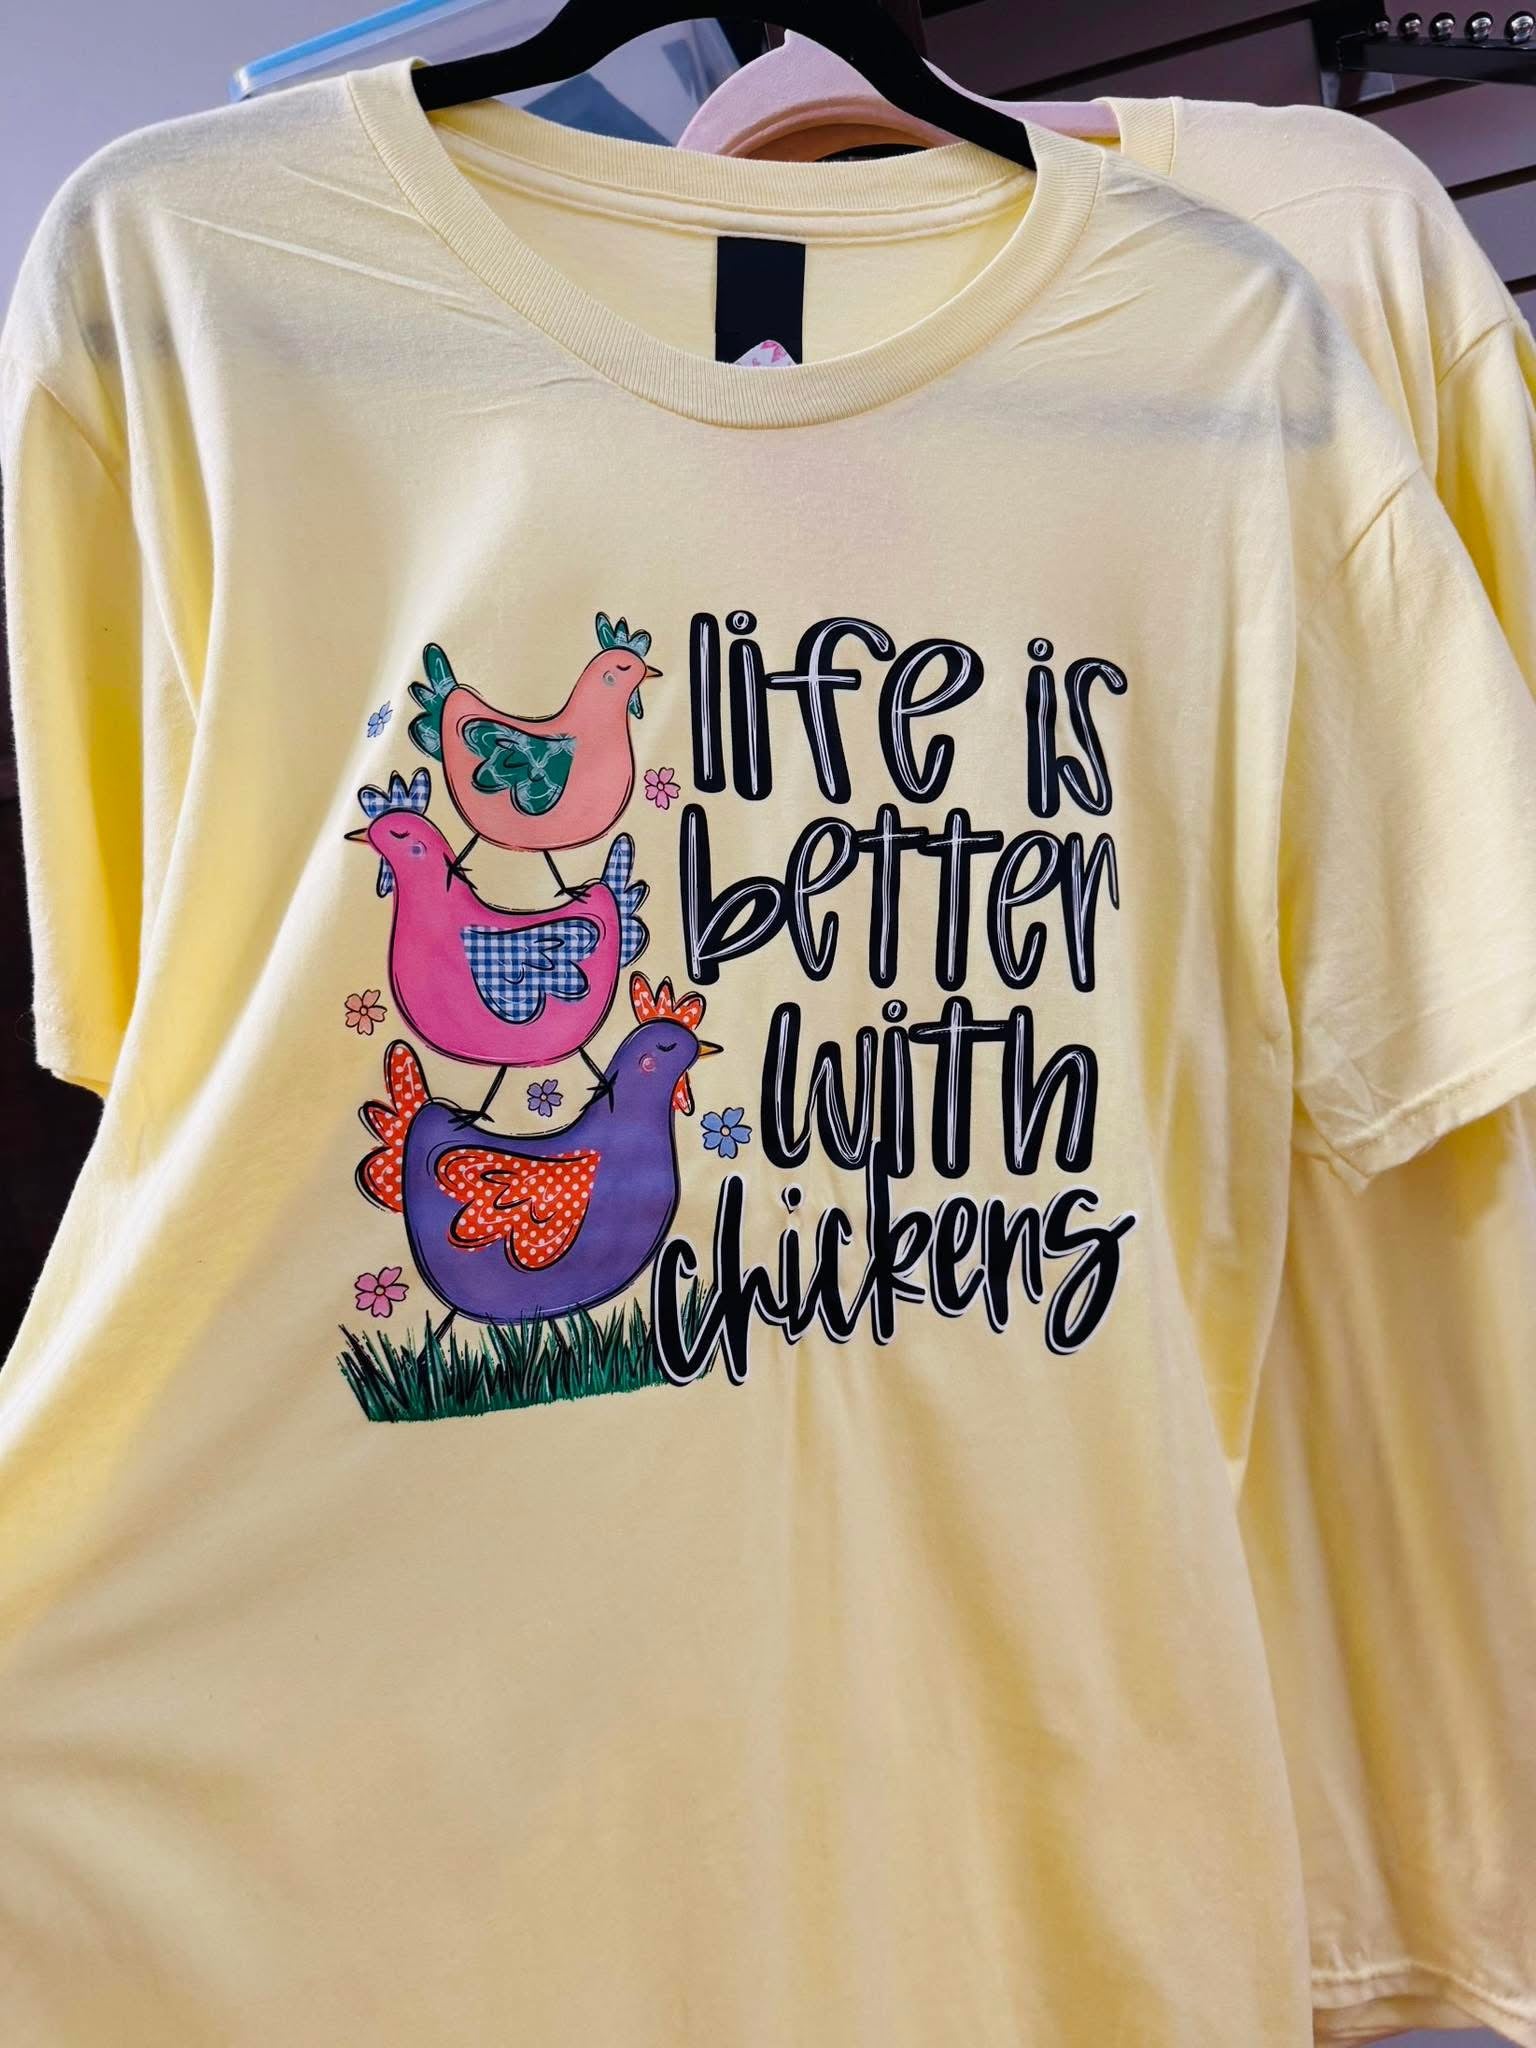 life is
better
with
chickens